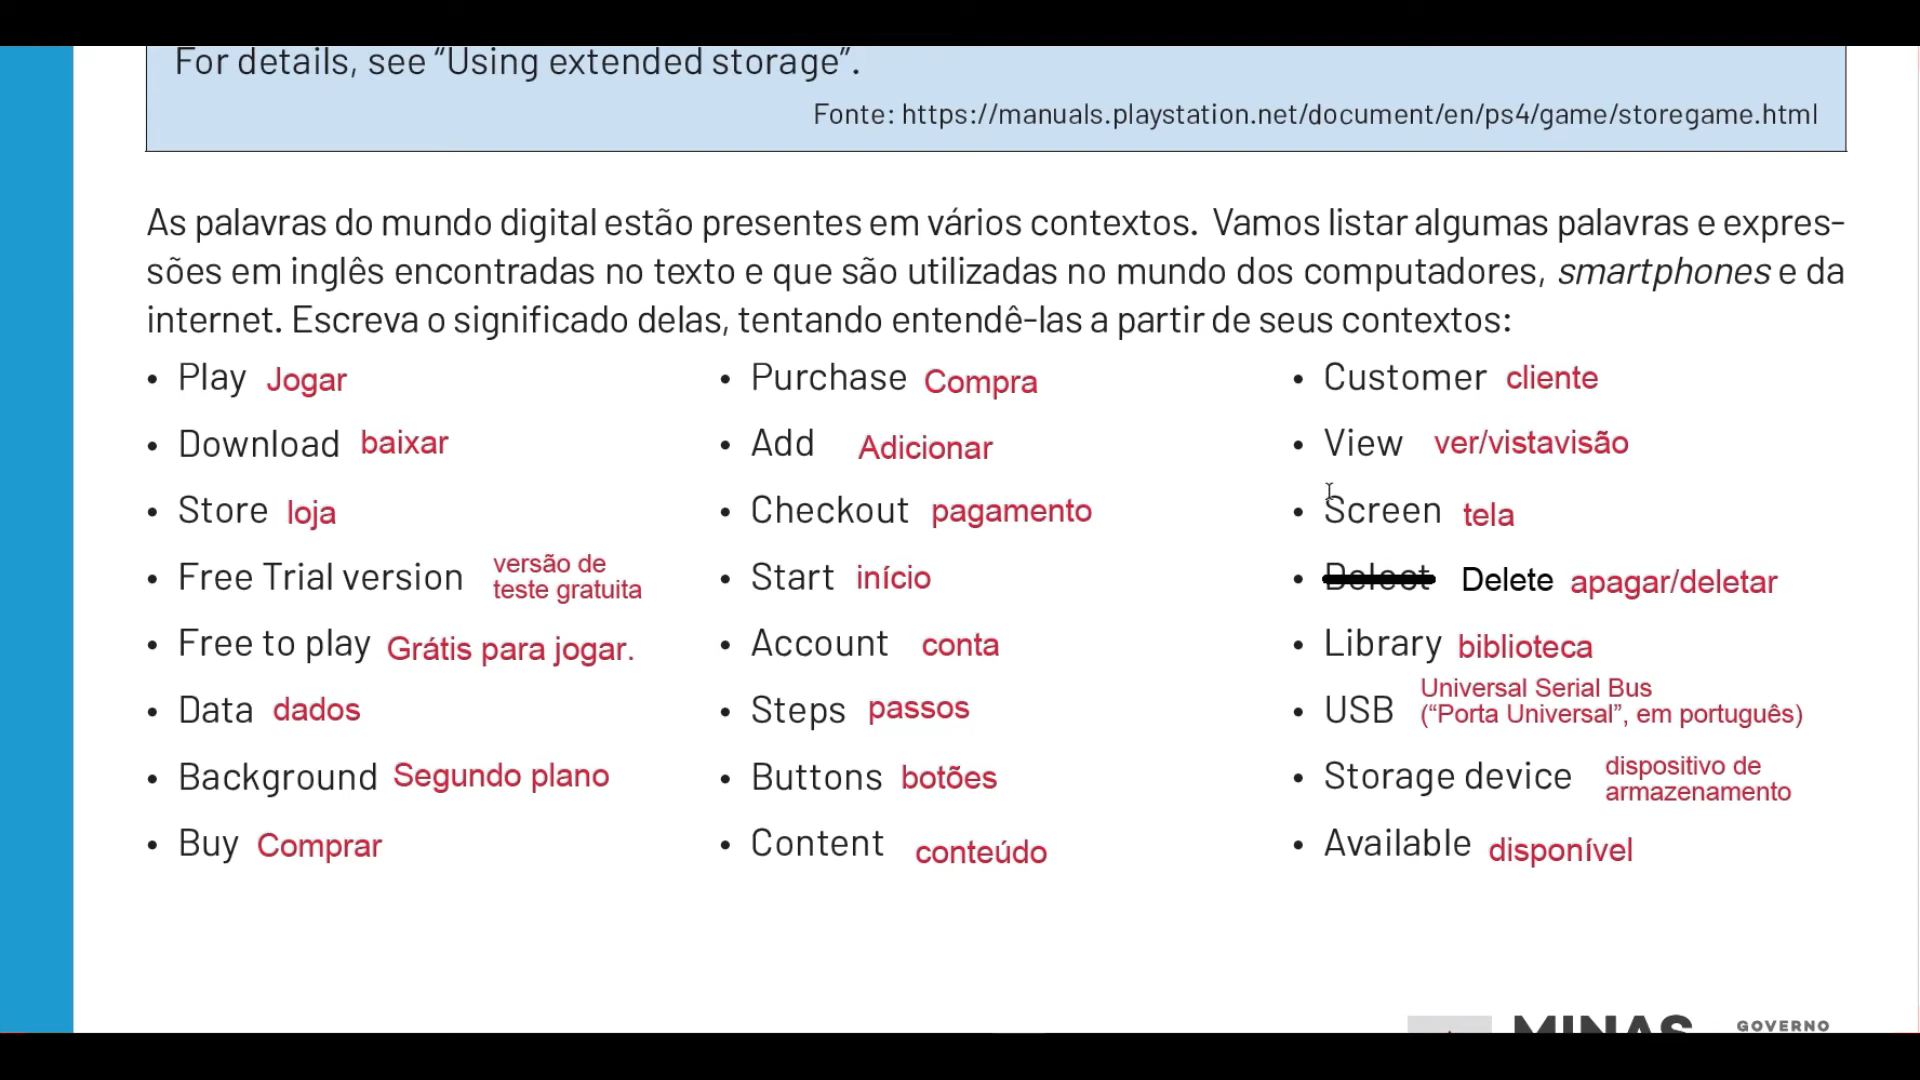 For details, see “Using extended storage”.
Fonte: https://manuals.playstation.net/document/en/ps4/game/storegame.html
As palavras do mundo digital estão presentes em vários contextos. Vamos listar algumas palavras e expres-
sões em inglês encontradas no texto e que são utilizadas no mundo dos computadores, smartphones e da
internet. Escreva o significado delas, tentando entendê-las a partir de seus contextos:
• Play Jogar
• Download baixar
• Store loja
• Free Trial version versão de
teste gratuita
• Free to play Grátis para jogar.
• Data dados
• Background Segundo plano
• Buy Comprar
• Purchase Compra
• Add Adicionar
• Checkout pagamento
• Start início
• Account conta
• Steps passos
• Buttons botões
• Content conteúdo
• Customer cliente
• View ver/vistavisão
• Screen tela
• Delect Delete apagar/deletar
• Library biblioteca
• USB Universal Serial Bus
(“Porta Universal”, em português)
• Storage device dispositivo de
armazenamento
• Available disponível
MINAS GOVERNO